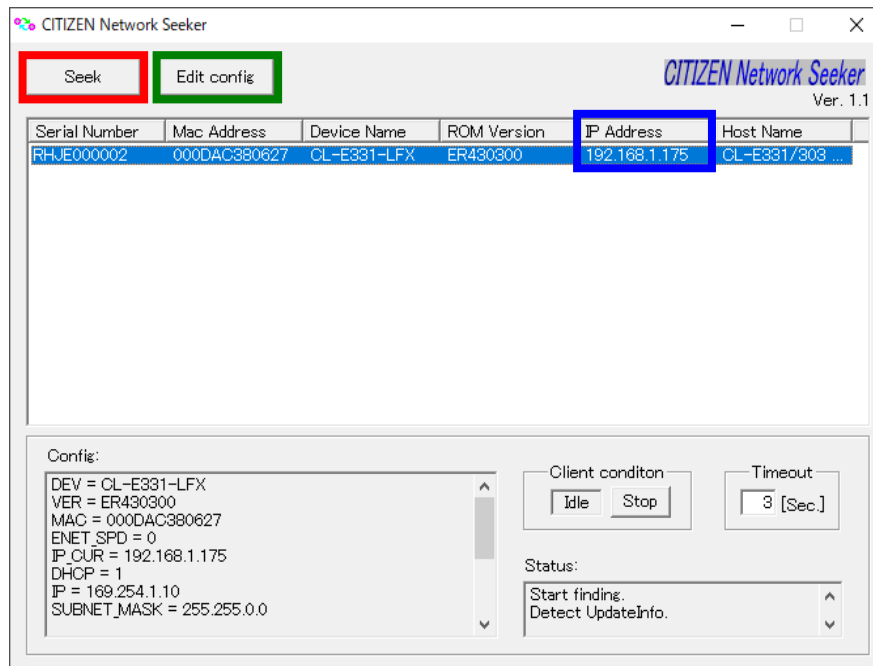 CITIZEN Network Seeker
Seek
Edit config
CITIZEN Network Seeker
Ver. 1.1
Serial Number Mac Address Device Name ROM Version IP Address Host Name
RHJE000002 000DAC380627 CL-E331-LFX ER430300 192.168.1.175 CL-E331/303 ...
Config:
DEV = CL-E331-LFX
VER = ER430300
MAC = 000DAC380627
ENET_SPD = 0
IP_CUR = 192.168.1.175
DHCP = 1
IP = 169.254.1.10
SUBNET_MASK = 255.255.0.0
Client conditon
Idle Stop
Timeout
3 [Sec.]
Status:
Start finding.
Detect UpdateInfo.